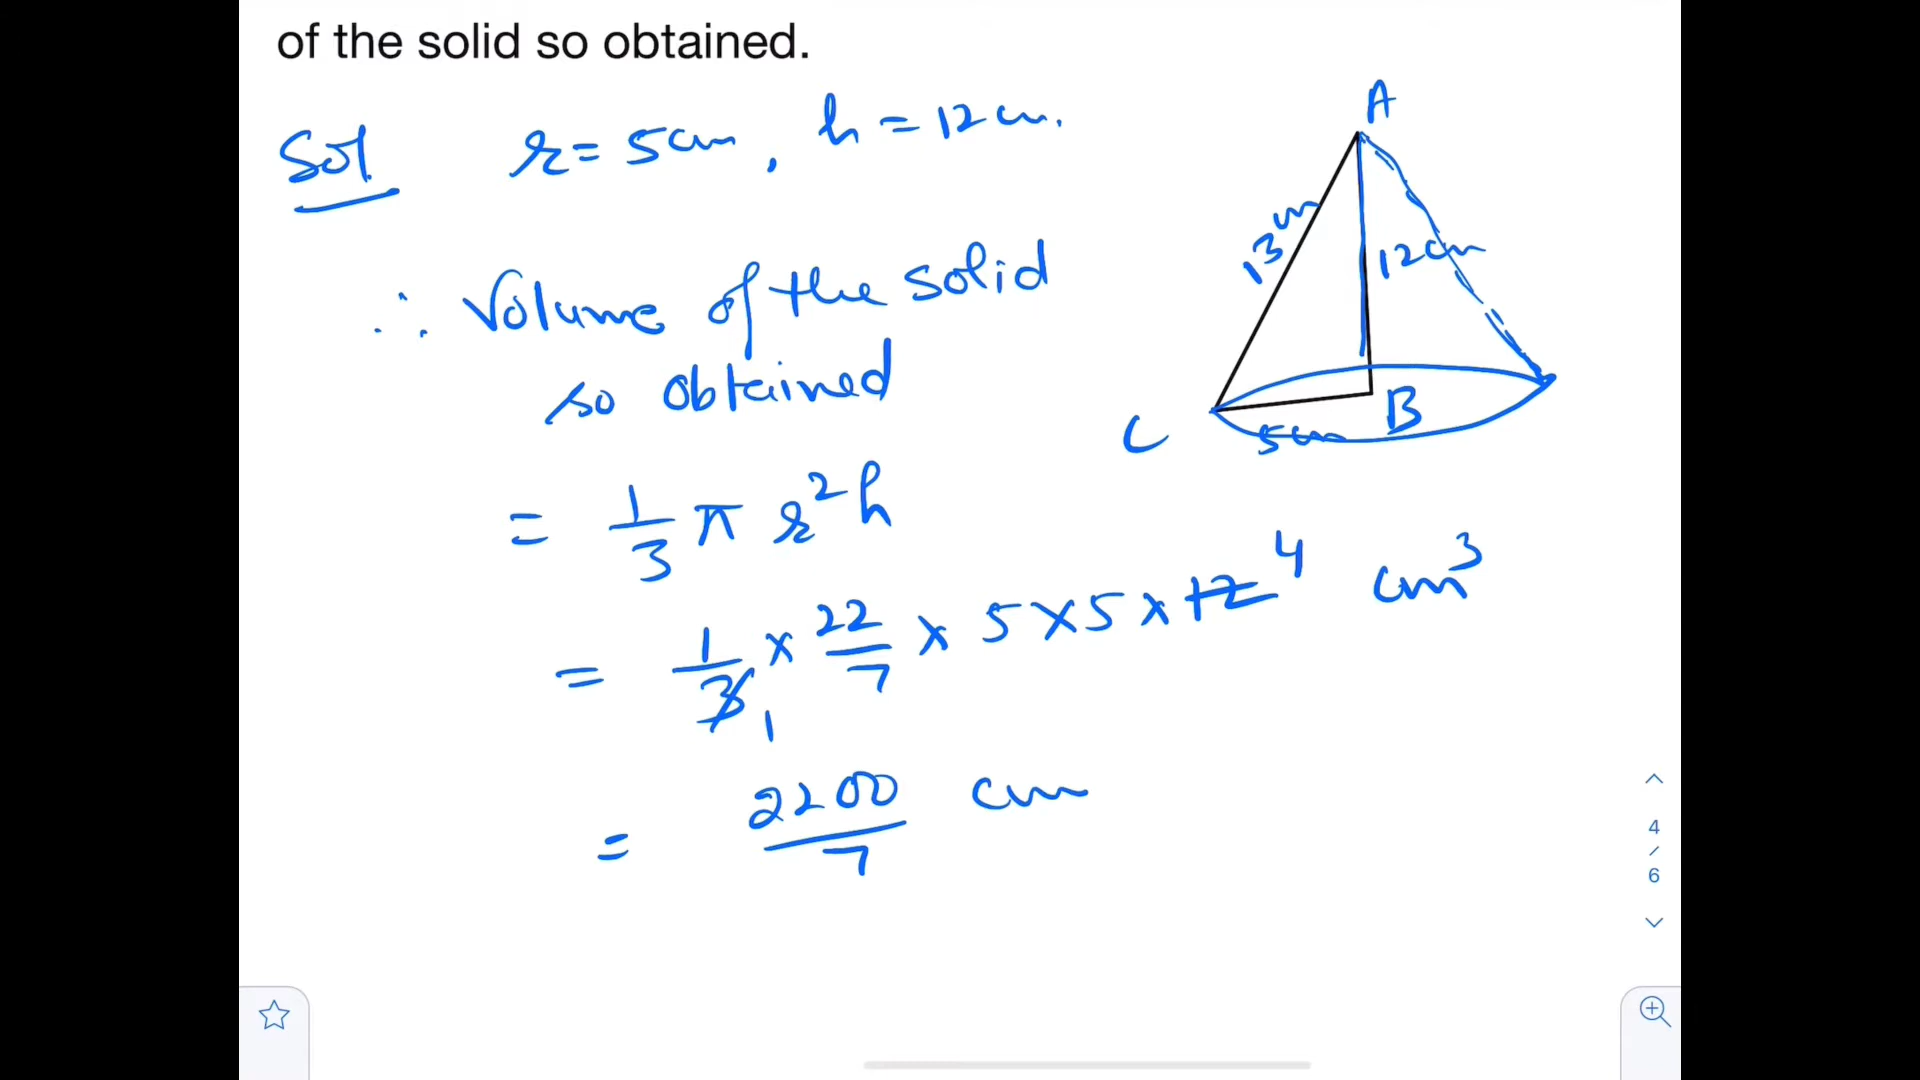 of the solid so obtained.
Sol r = 5cm, h = 12cm.
∴ Volume of the solid
so obtained
= 1/3 π r²h
= 1/3 × 22/7 × 5 × 5 × 12 4 cm³
1
= 2200/7 cm
A
13cm
12cm
B
C
5cm
4
/
6